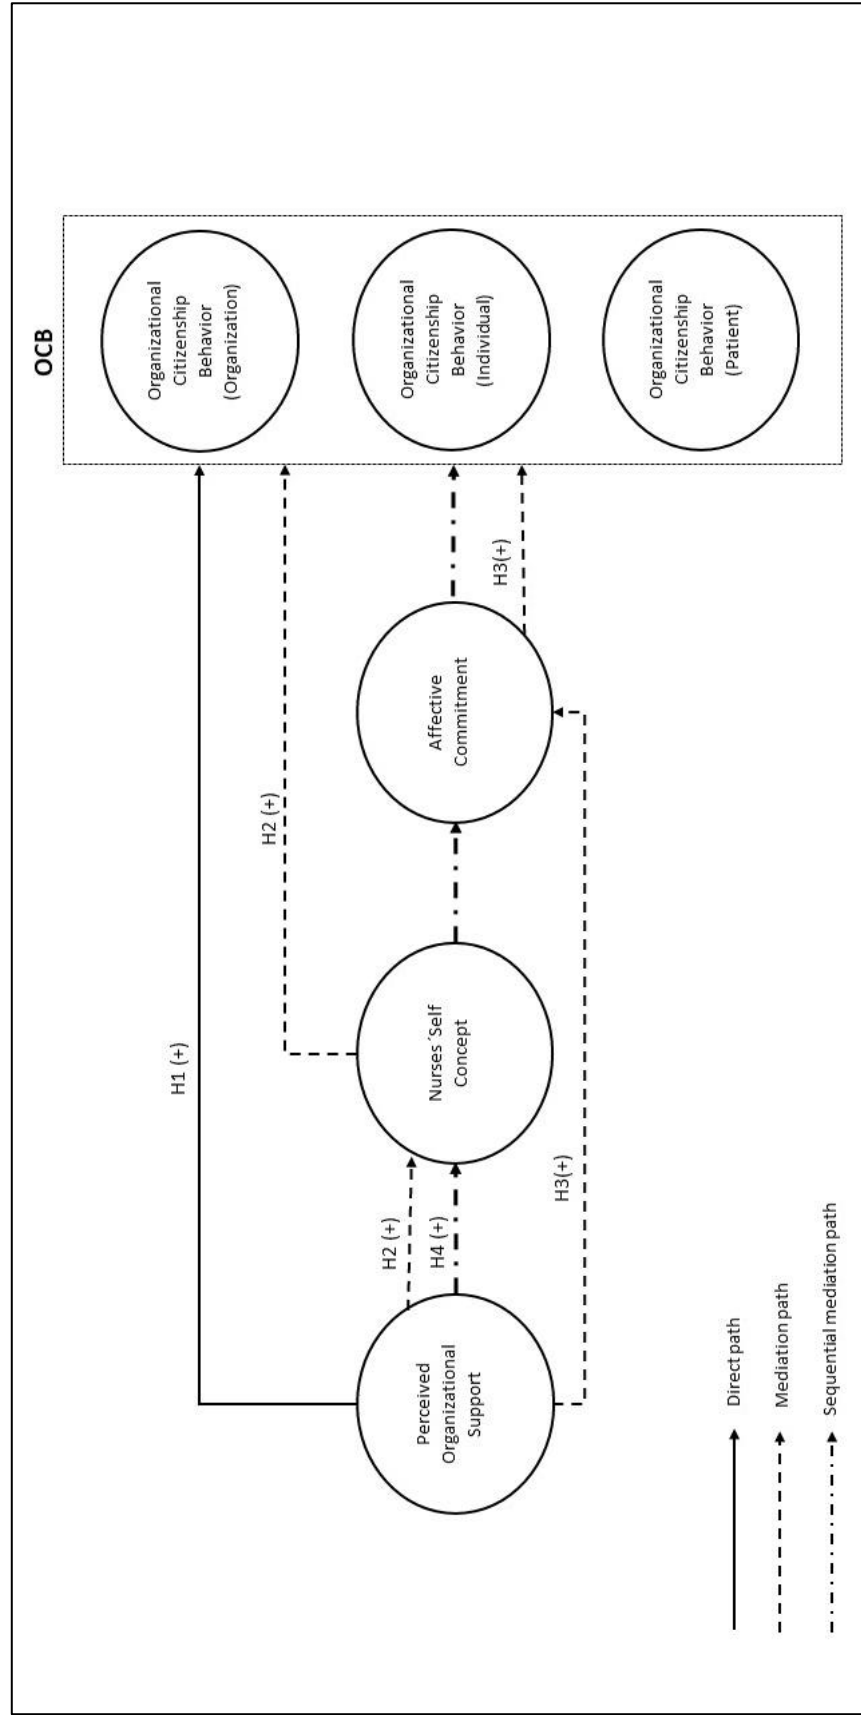 OCB
Organizational
Citizenship
Behavior
(Organization)
Organizational
Citizenship
Behavior
(Individual)
Organizational
Citizenship
Behavior
(Patient)
H1 (+)
H2 (+)
H3(+)
Affective
Commitment
Nurses ´Self
Concept
H2 (+)
H4 (+)
H3(+)
Perceived
Organizational
Support
Direct path
Mediation path
Sequential mediation path